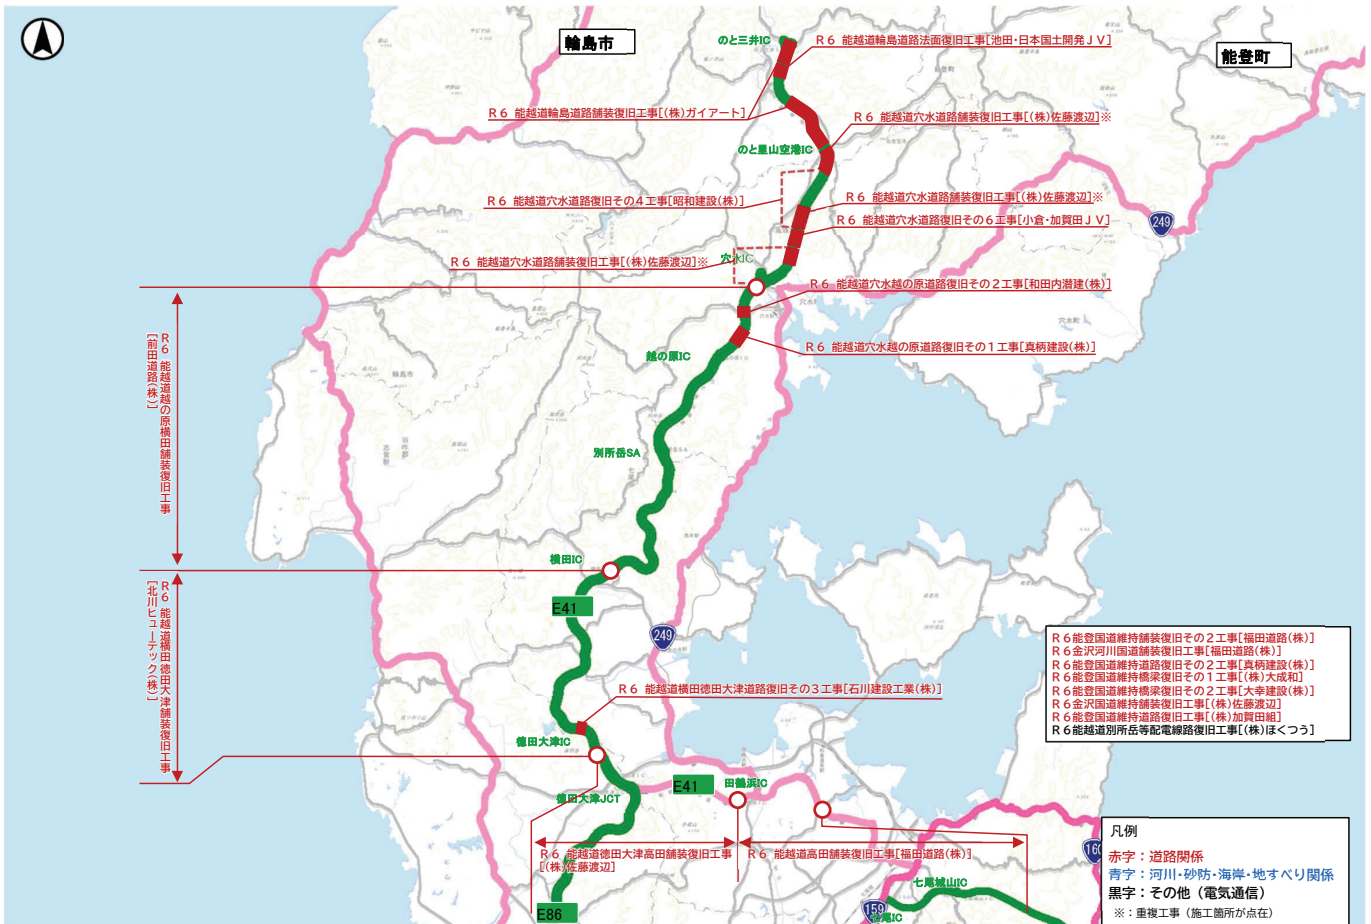 輪島市
のと三井IC
R6 能越道輪島道路法面復旧工事[池田・日本国土開発JV]
能登町
R6 能越道輪島道路舗装復旧工事[(株)ガイアート]
R6 能越道穴水道路舗装復旧工事[(株)佐藤渡辺]※
のと里山空港IC
R6 能越道穴水道路復旧その4工事[昭和建設(株)]
R6 能越道穴水道路舗装復旧工事[(株)佐藤渡辺]※
R6 能越道穴水道路復旧その6工事[小倉・加賀田JV]
249
R6 能越道穴水道路舗装復旧工事[(株)佐藤渡辺]※
穴水IC
R6 能越道穴水越の原道路復旧その2工事[和田内潜建(株)]
穴水町
R6 能越道穴水越の原道路復旧その1工事[真柄建設(株)]
越の原IC
R6 能越道越の原横田舗装復旧工事
[前田道路(株)]
輪島市
別所岳SA
横田IC
E41
R6 能越道横田徳田大津舗装復旧工事
[北川ヒューテック(株)]
249
R6 能越道横田徳田大津道路復旧その3工事[石川建設工業(株)]
徳田大津IC
徳田大津JCT
E41
田鶴浜IC
R6 能越道徳田大津高田舗装復旧工事
[(株)佐藤渡辺]
R6 能越道高田舗装復旧工事[福田道路(株)]
七尾城山IC
159
七尾IC
160
E86
R6能登国道維持舗装復旧その2工事[福田道路(株)]
R6金沢河川国道舗装復旧工事[福田道路(株)]
R6能登国道維持道路復旧その2工事[真柄建設(株)]
R6能登国道維持橋梁復旧その1工事[(株)大成和]
R6能登国道維持橋梁復旧その2工事[大幸建設(株)]
R6金沢国道維持舗装復旧工事[(株)佐藤渡辺]
R6能登国道維持道路復旧工事[(株)加賀田組]
R6能越道別所岳等配電線路復旧工事[(株)ほくつう]
凡例
赤字：道路関係
青字：河川・砂防・海岸・地すべり関係
黒字：その他（電気通信）
※：重複工事（施工箇所が点在）